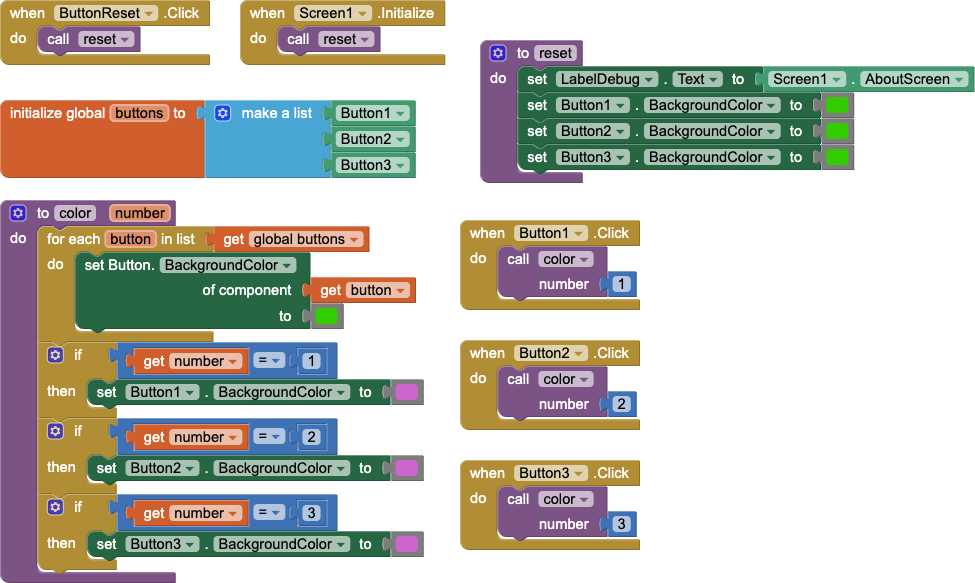 when ButtonReset .Click
do call reset
when Screen1 .Initialize
do call reset
to reset
do set LabelDebug . Text to Screen1 . AboutScreen
set Button1 . BackgroundColor to
set Button2 . BackgroundColor to
set Button3 . BackgroundColor to
initialize global buttons to make a list Button1
Button2
Button3
to color number
do for each button in list get global buttons
do set Button. BackgroundColor
of component get button
to
if get number = 1
then set Button1 . BackgroundColor to
if get number = 2
then set Button2 . BackgroundColor to
if get number = 3
then set Button3 . BackgroundColor to
when Button1 .Click
do call color
number 1
when Button2 .Click
do call color
number 2
when Button3 .Click
do call color
number 3